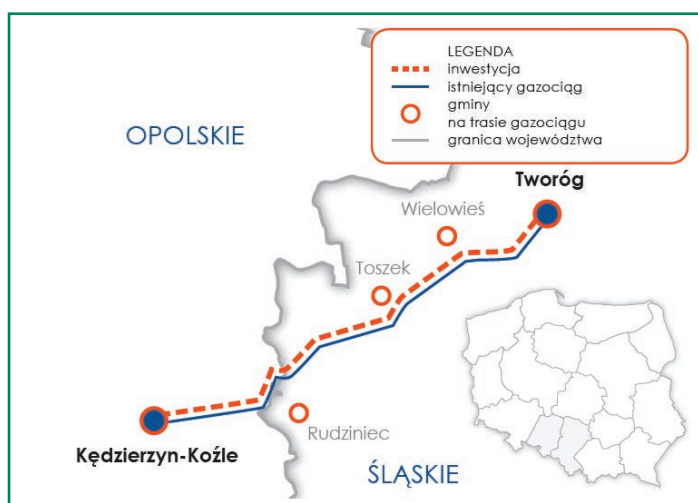 LEGENDA
inwestycja
istniejący gazociąg
gminy
na trasie gazociągu
granica województwa
OPOLSKIE
Tworóg
Wielowieś
Toszek
Rudziniec
Kędzierzyn-Koźle
ŚLĄSKIE